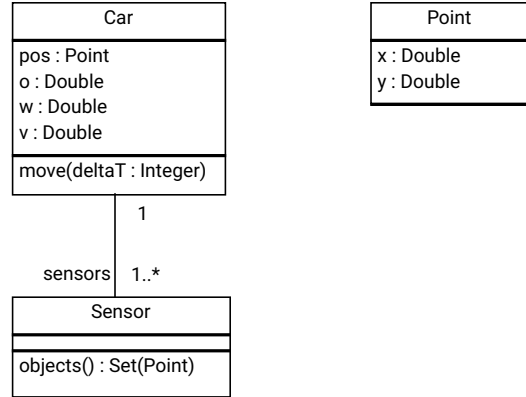 Car
pos : Point
o : Double
w : Double
v : Double
move(deltaT : Integer)
Point
x : Double
y : Double
1
sensors 1..*
Sensor
objects() : Set(Point)